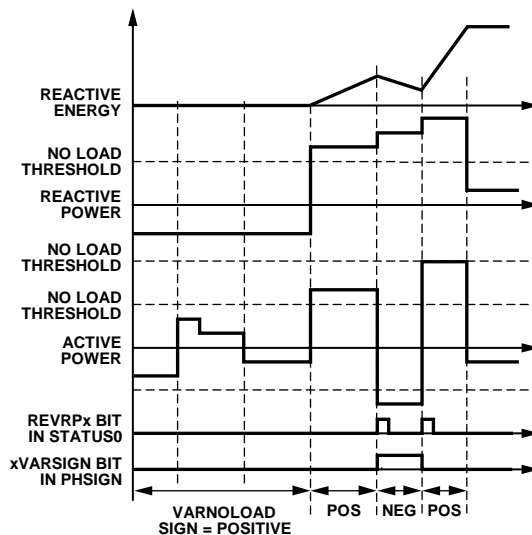 REACTIVE
ENERGY
NO LOAD
THRESHOLD
REACTIVE
POWER
NO LOAD
THRESHOLD
NO LOAD
THRESHOLD
ACTIVE
POWER
REVRPx BIT
IN STATUS0
xVARSIGN BIT
IN PHSIGN
VARNOLOAD
SIGN = POSITIVE
POS
NEG
POS